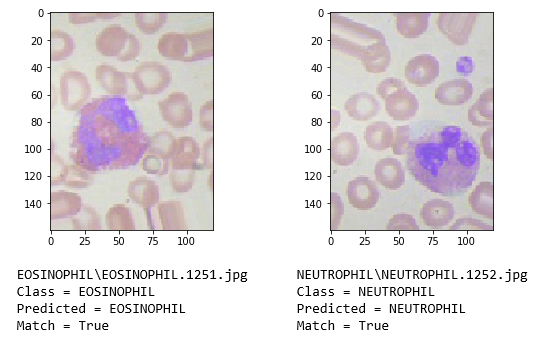 0
20
40
60
80
100
120
140
0 25 50 75 100
0
20
40
60
80
100
120
140
0 25 50 75 100
EOSINOPHIL\EOSINOPHIL.1251.jpg
Class = EOSINOPHIL
Predicted = EOSINOPHIL
Match = True
NEUTROPHIL\NEUTROPHIL.1252.jpg
Class = NEUTROPHIL
Predicted = NEUTROPHIL
Match = True